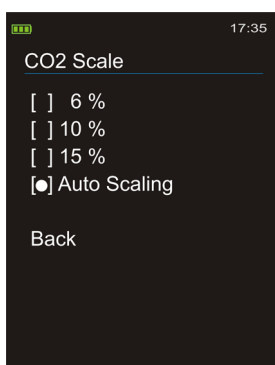 17:35
CO2 Scale
[ ] 6 %
[ ] 10 %
[ ] 15 %
[●] Auto Scaling
Back